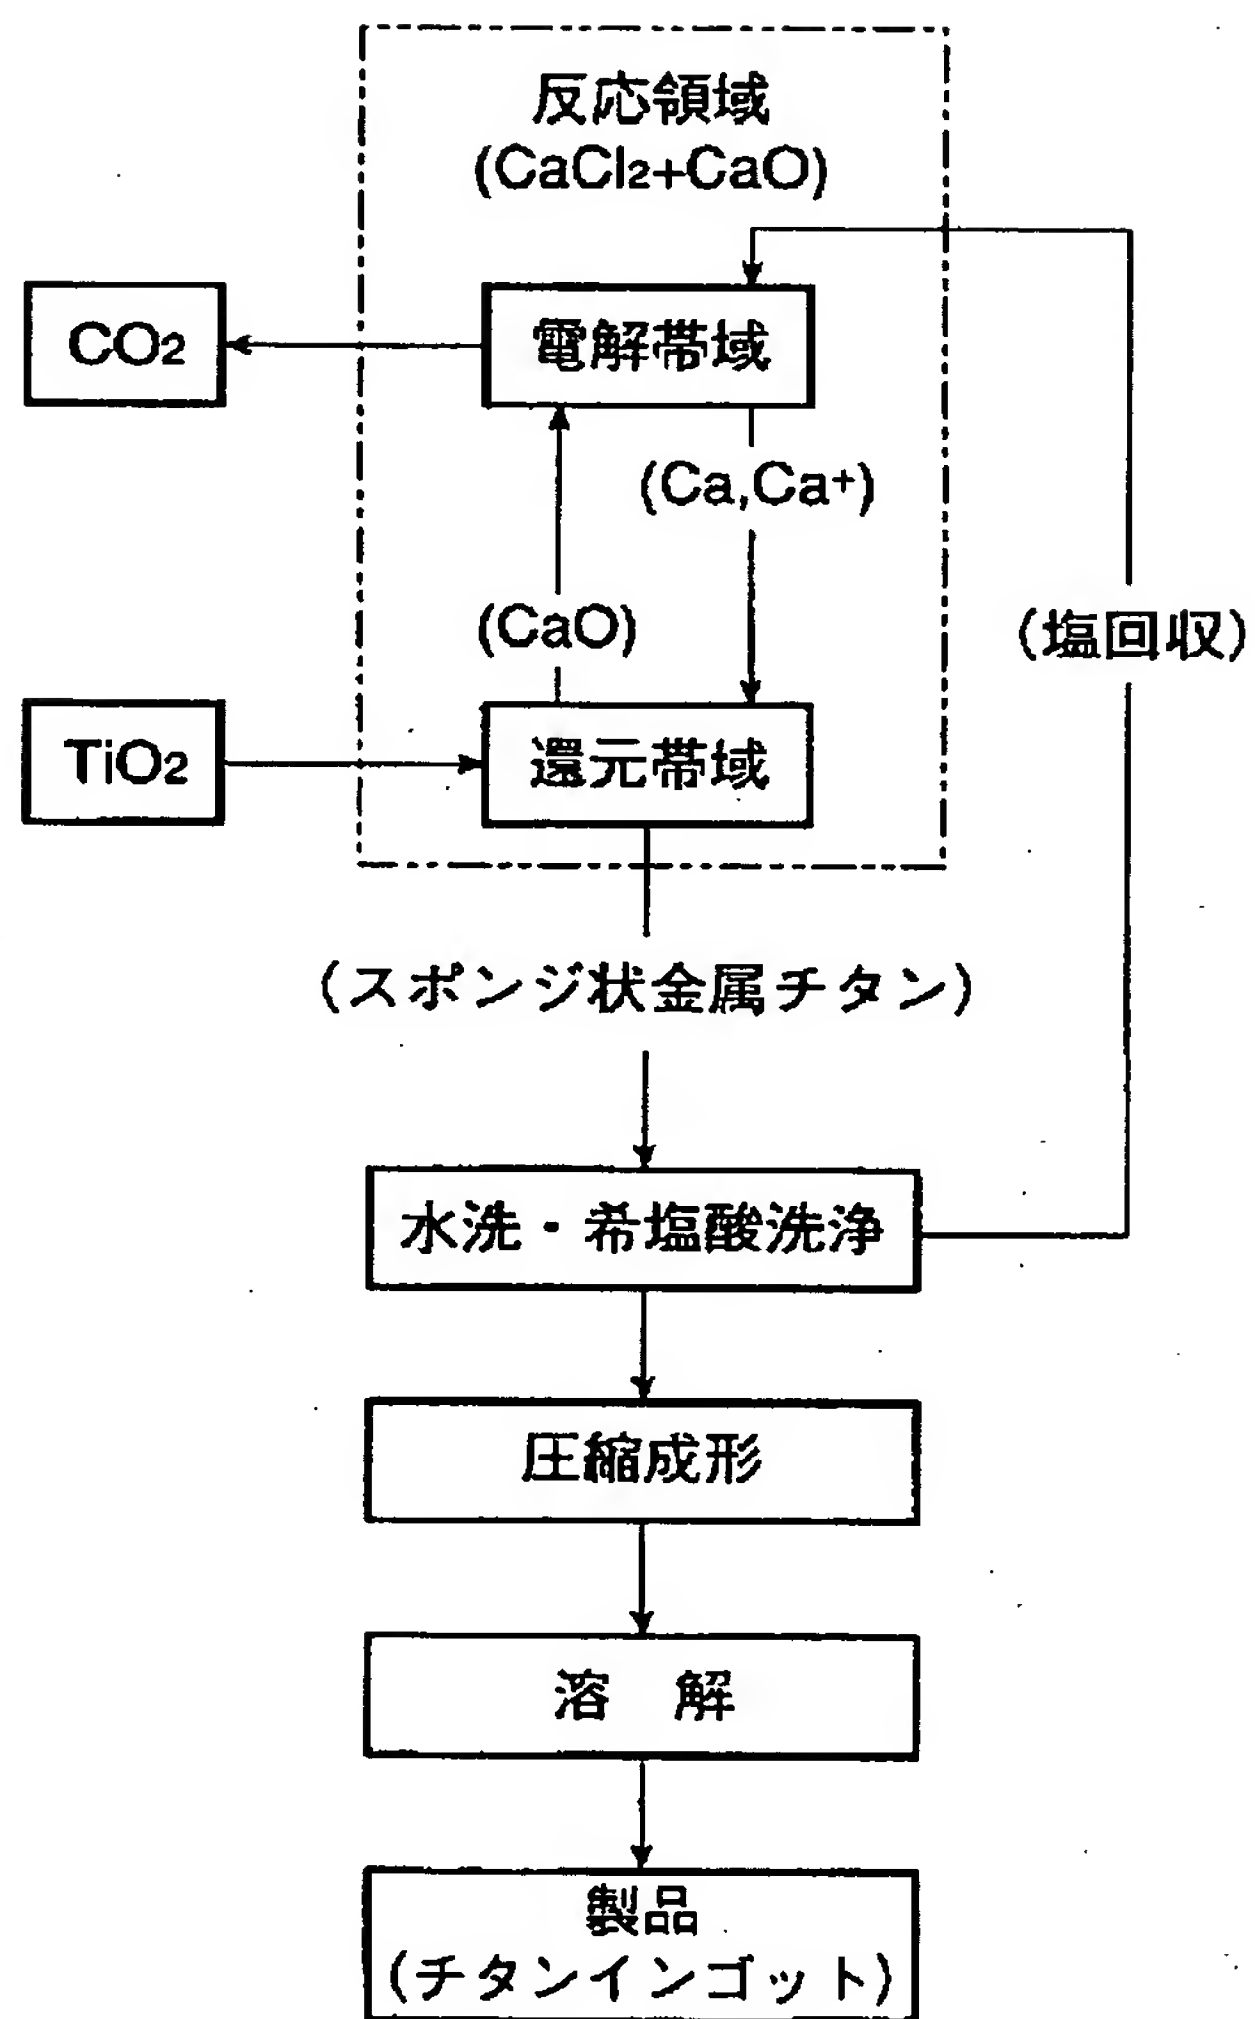 反応領域
(CaCl₂+CaO)
CO₂
電解帯域
(Ca,Ca⁺)
(CaO)
(塩回収)
TiO₂
還元帯域
(スポンジ状金属チタン)
水洗・希塩酸洗浄
圧縮成形
溶 解
製品
(チタンインゴット)